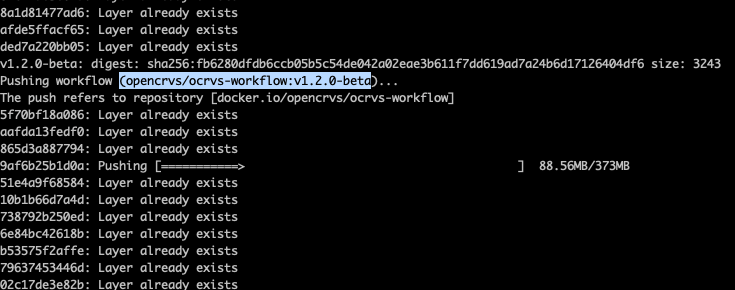 8a1d81477ad6: Layer already exists
afde5ffacf65: Layer already exists
ded7a220bb05: Layer already exists
v1.2.0-beta: digest: sha256:fb6280dfdb6ccb05b5c54de042a02eae3b611f7dd619ad7a24b6d17126404df6 size: 3243
Pushing workflow (opencrvs/ocrvs-workflow:v1.2.0-beta)...
The push refers to repository [docker.io/opencrvs/ocrvs-workflow]
5f70bf18a086: Layer already exists
aafda13fedf0: Layer already exists
865d3a887794: Layer already exists
9af6b25b1d0a: Pushing [===========>                                       ]  88.56MB/373MB
51e4a9f68584: Layer already exists
10b1b66d7a4d: Layer already exists
738792b250ed: Layer already exists
6e84bc42618b: Layer already exists
b53575f2affe: Layer already exists
79637453446d: Layer already exists
02c17de3e82b: Layer already exists